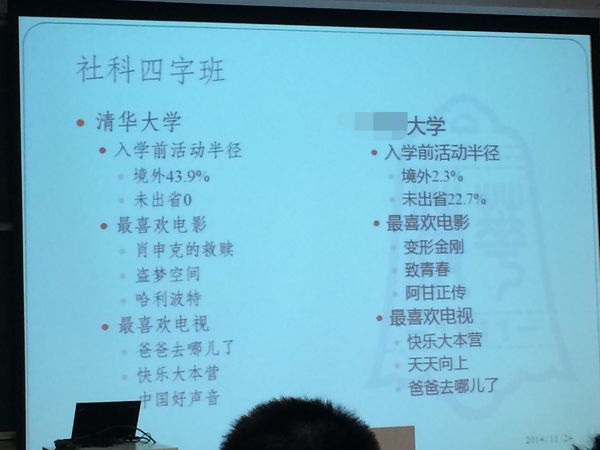 社科四字班
清华大学
入学前活动半径
境外43.9%
未出省0
最喜欢电影
肖申克的救赎
盗梦空间
哈利波特
最喜欢电视
爸爸去哪儿了
快乐大本营
中国好声音
大学
入学前活动半径
境外2.3%
未出省22.7%
最喜欢电影
变形金刚
致青春
阿甘正传
最喜欢电视
快乐大本营
天天向上
爸爸去哪儿了
2014/11/24